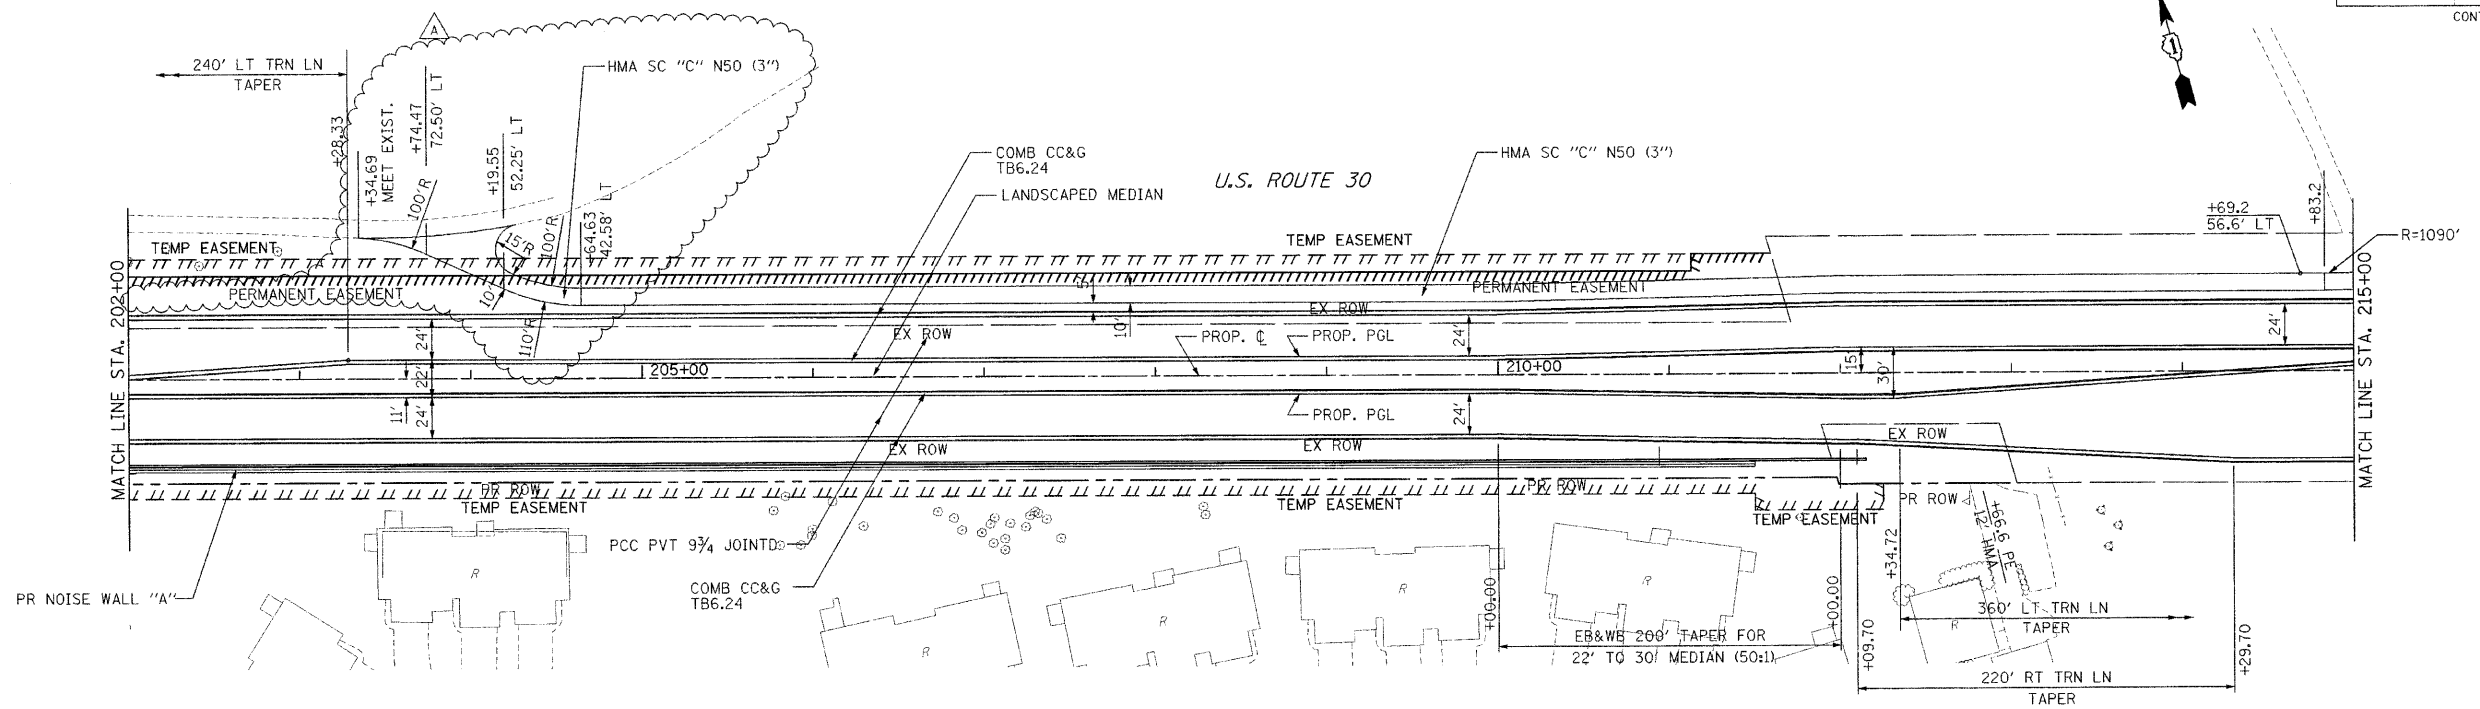 CONT
A
240' LT TRN LN
TAPER
HMA SC "C" N50 (3")
+28.33
+34.69
MEET EXIST.
+74.47
72.50' LT
+19.55
52.25' LT
100'R
15'R
100'R
+64.63
42.58' LT
10'
110'R
COMB CC&G
TB6.24
LANDSCAPED MEDIAN
U.S. ROUTE 30
HMA SC "C" N50 (3")
1
+69.2
56.6' LT
+83.2
R=1090'
TEMP EASEMENT
TEMP EASEMENT
PERMANENT EASEMENT
PERMANENT EASEMENT
5'
10'
EX ROW
EX ROW
MATCH LINE STA. 202+00
MATCH LINE STA. 215+00
24'
22'
11'
24'
PROP. ℄
PROP. PGL
24'
24'
15'
30'
205+00
210+00
PROP. PGL
24'
EX ROW
EX ROW
EX ROW
PR ROW
PR ROW
PR ROW
TEMP EASEMENT
TEMP EASEMENT
TEMP EASEMENT
PCC PVT 9¾ JOINTD
COMB CC&G
TB6.24
PR NOISE WALL "A"
R
R
R
R
R
R
+66.6 PE
12' HMA
+00.00
+00.00
+09.70
+34.72
+29.70
EB&WB 200' TAPER FOR
22' TO 30' MEDIAN (50:1)
360' LT TRN LN
TAPER
220' RT TRN LN
TAPER